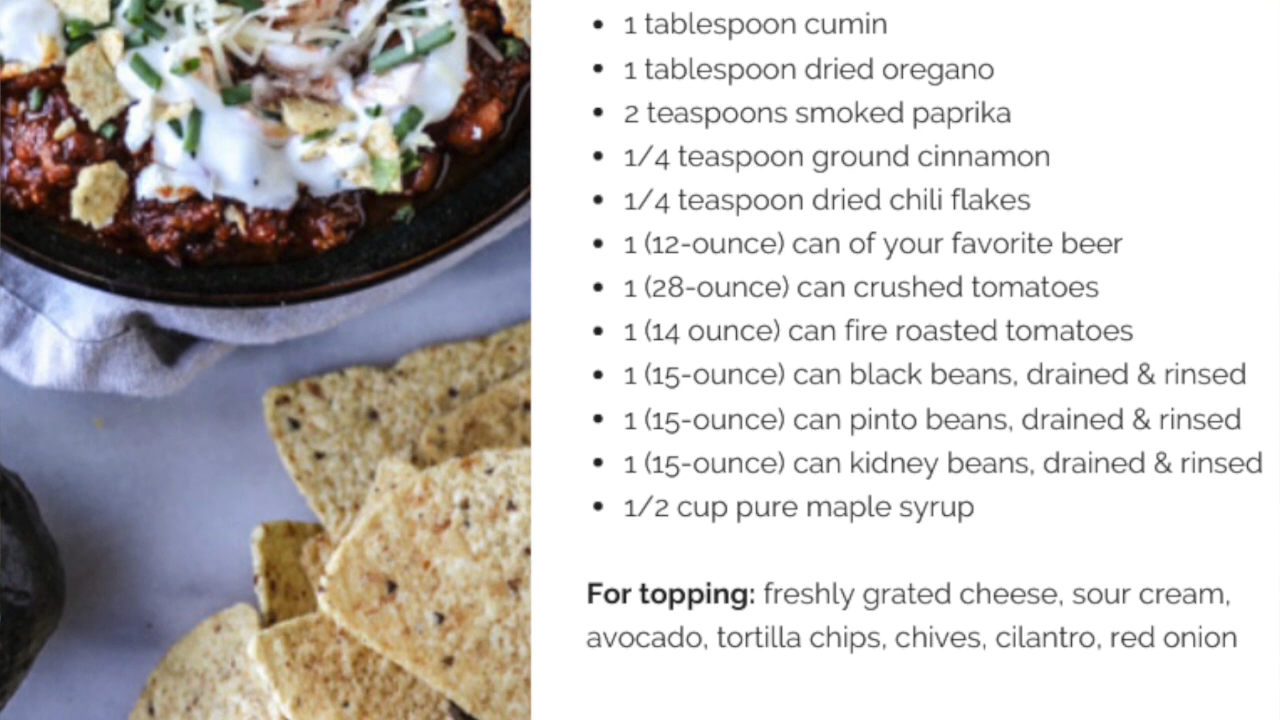 • 1 tablespoon cumin
• 1 tablespoon dried oregano
• 2 teaspoons smoked paprika
• 1/4 teaspoon ground cinnamon
• 1/4 teaspoon dried chili flakes
• 1 (12-ounce) can of your favorite beer
• 1 (28-ounce) can crushed tomatoes
• 1 (14 ounce) can fire roasted tomatoes
• 1 (15-ounce) can black beans, drained & rinsed
• 1 (15-ounce) can pinto beans, drained & rinsed
• 1 (15-ounce) can kidney beans, drained & rinsed
• 1/2 cup pure maple syrup
For topping: freshly grated cheese, sour cream,
avocado, tortilla chips, chives, cilantro, red onion